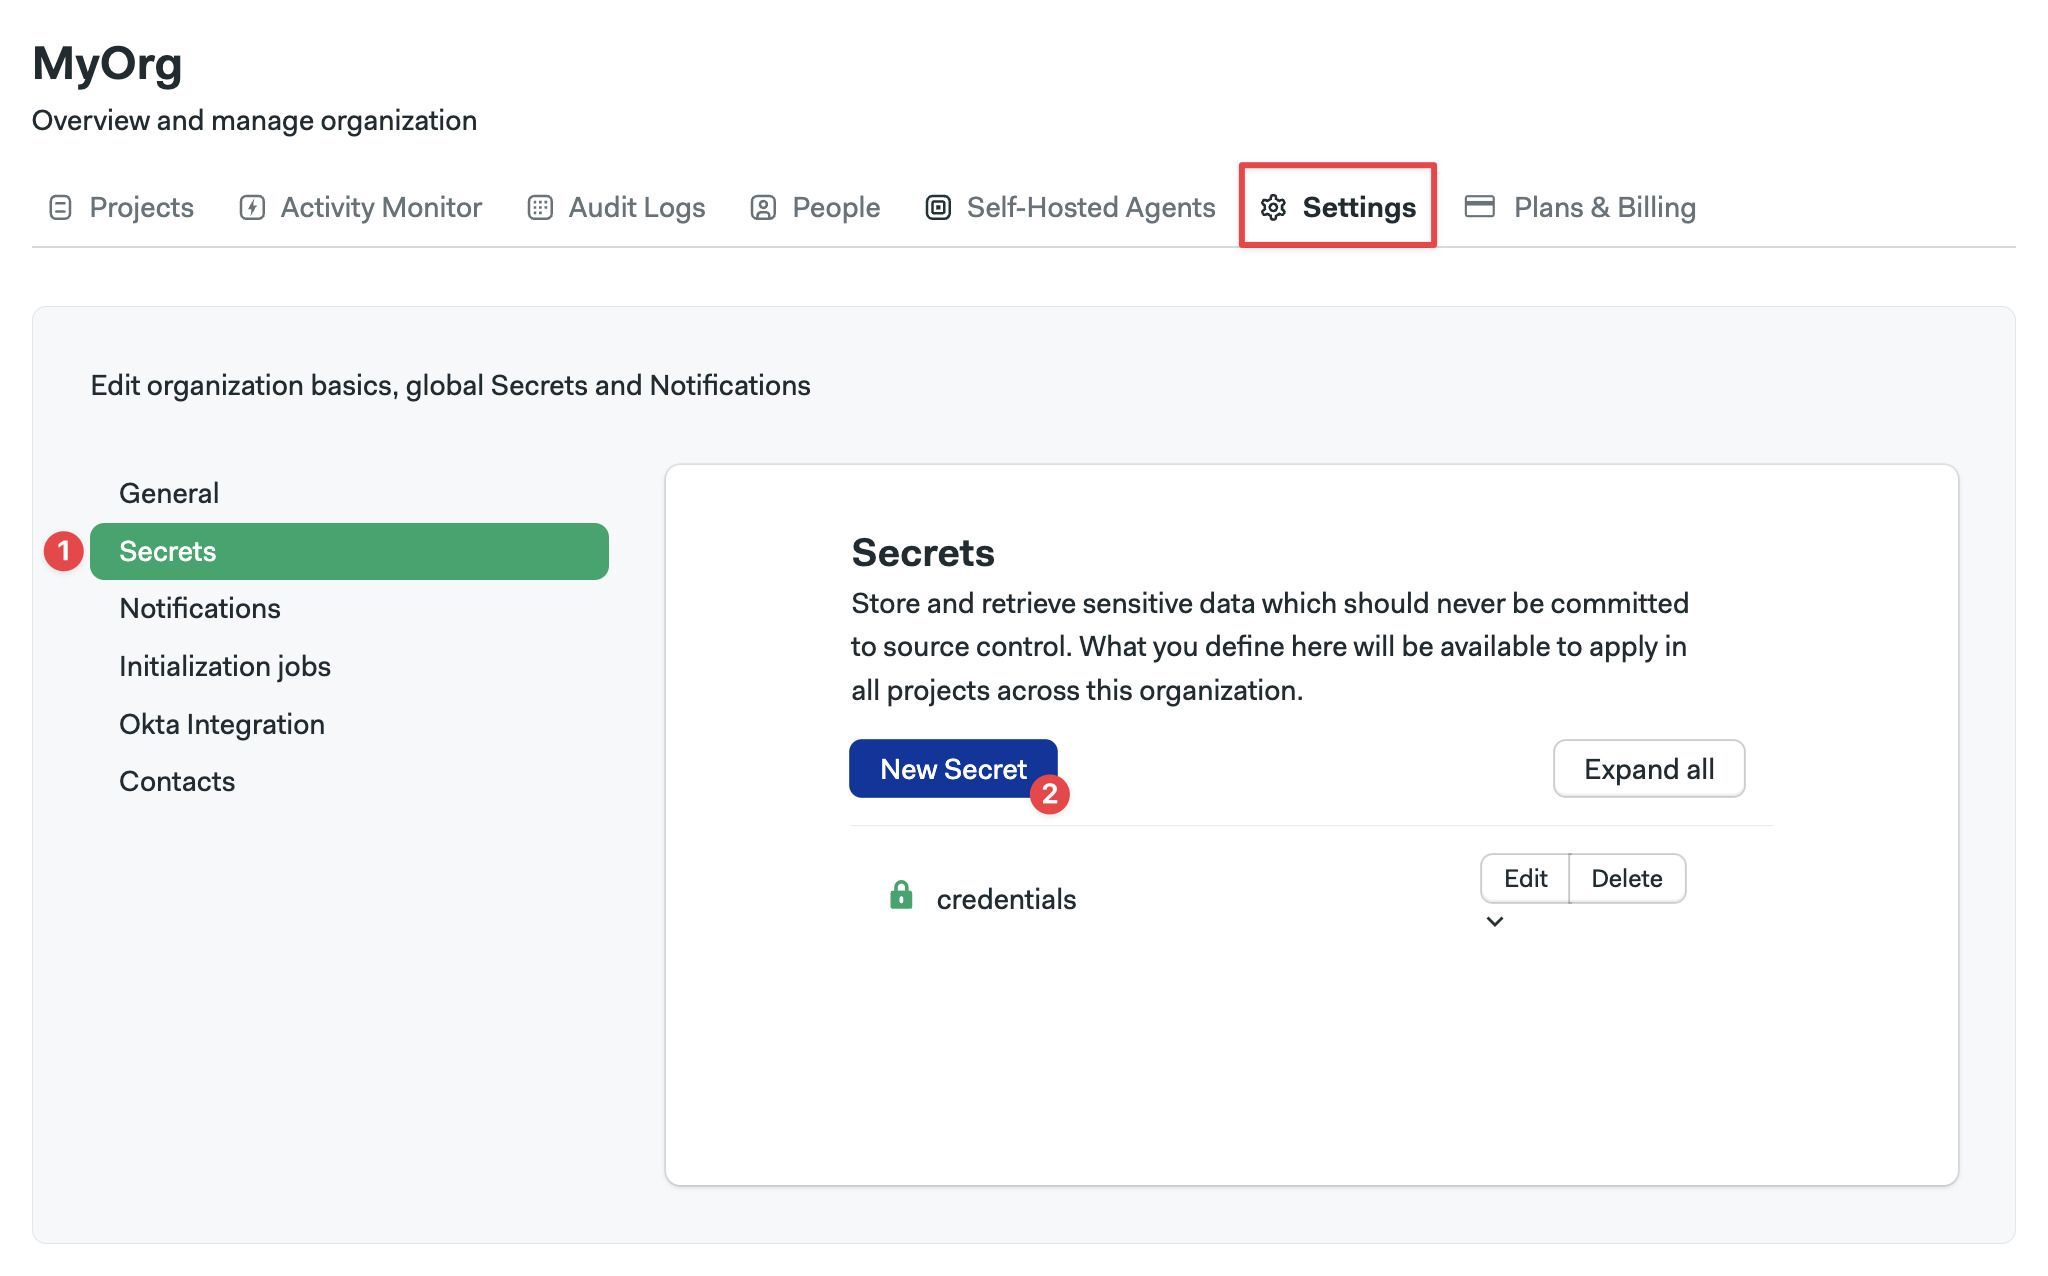 MyOrg
Overview and manage organization
Projects Activity Monitor Audit Logs People Self-Hosted Agents Settings Plans & Billing
Edit organization basics, global Secrets and Notifications
General
1 Secrets
Notifications
Initialization jobs
Okta Integration
Contacts
Secrets
Store and retrieve sensitive data which should never be committed
to source control. What you define here will be available to apply in
all projects across this organization.
New Secret 2 Expand all
credentials Edit Delete